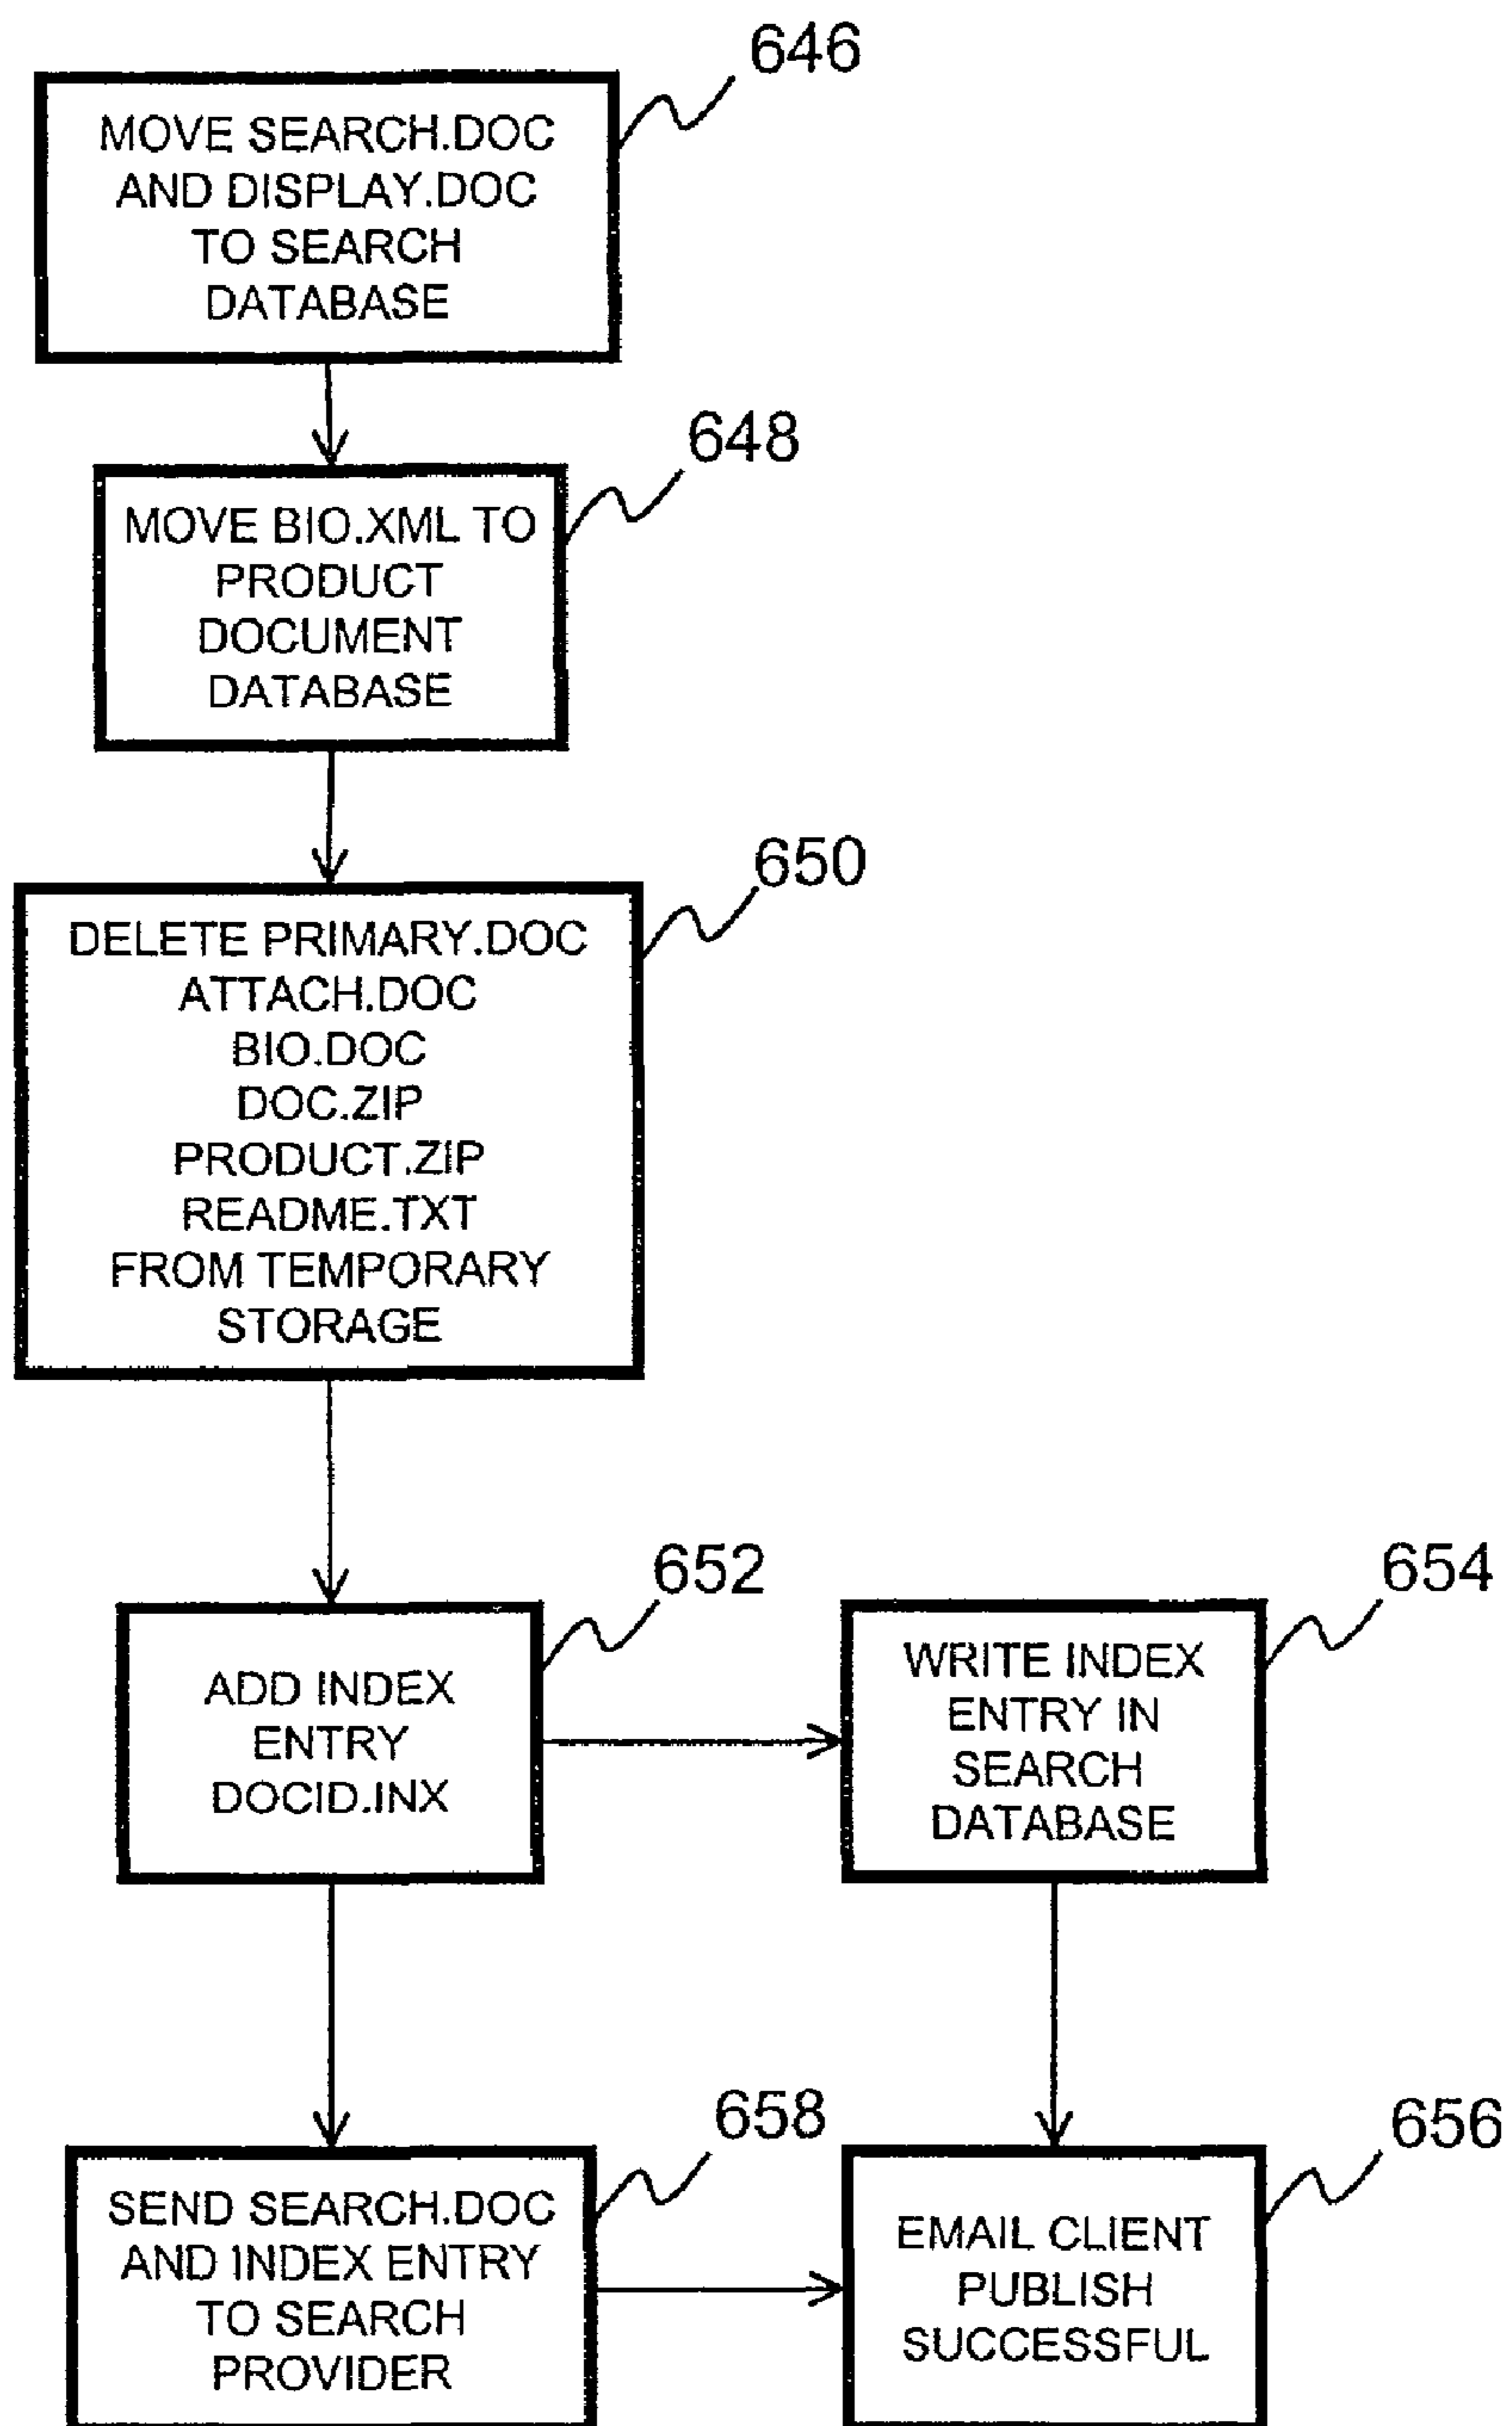 646
MOVE SEARCH.DOC
AND DISPLAY.DOC
TO SEARCH
DATABASE
648
MOVE BIO.XML TO
PRODUCT
DOCUMENT
DATABASE
650
DELETE PRIMARY.DOC
ATTACH.DOC
BIO.DOC
DOC.ZIP
PRODUCT.ZIP
README.TXT
FROM TEMPORARY
STORAGE
652
ADD INDEX
ENTRY
DOCID.INX
654
WRITE INDEX
ENTRY IN
SEARCH
DATABASE
658
SEND SEARCH.DOC
AND INDEX ENTRY
TO SEARCH
PROVIDER
656
EMAIL CLIENT
PUBLISH
SUCCESSFUL